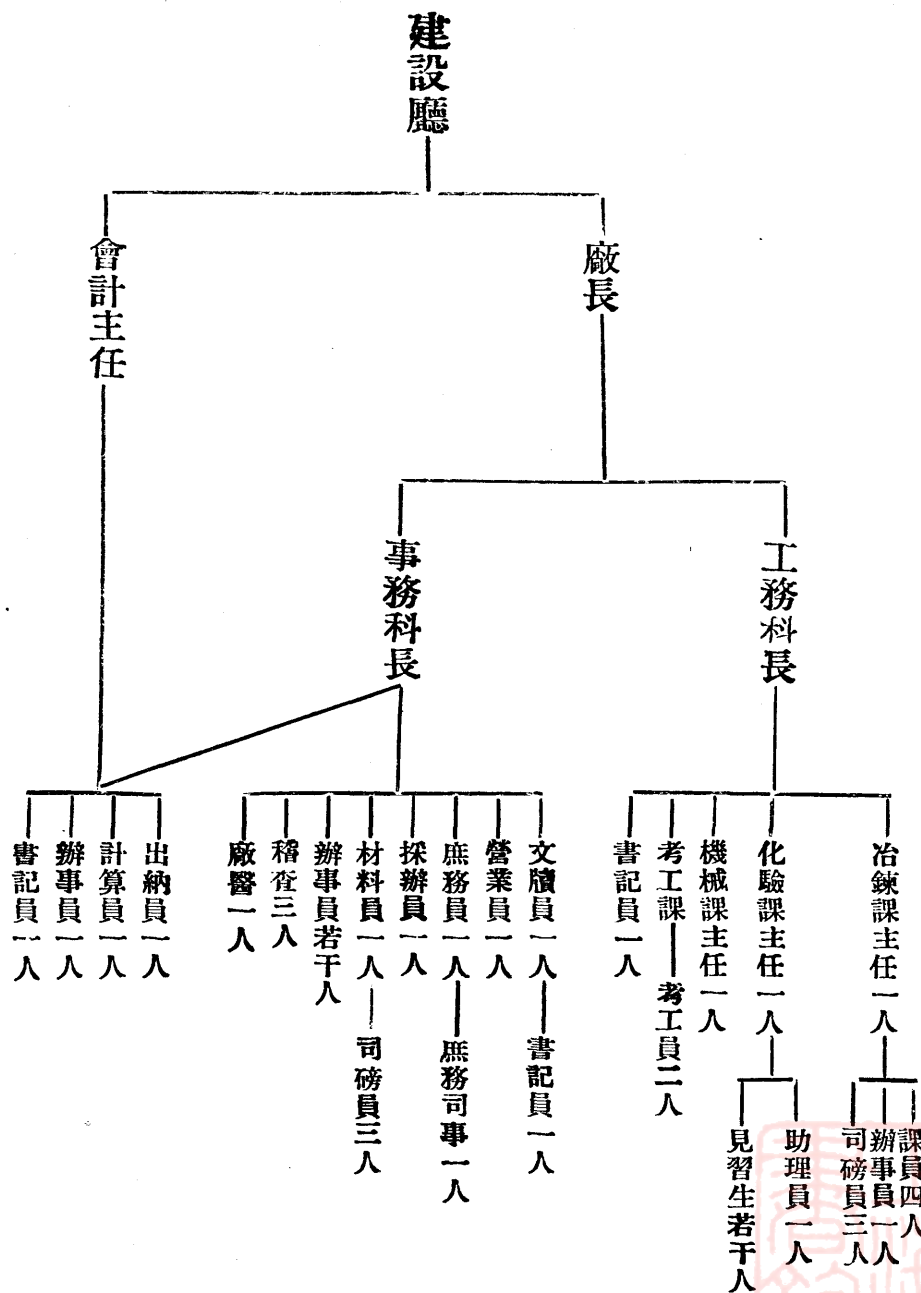 建設廳
廠長
會計主任
工務科長
事務科長
冶鍊課主任一人
課員四人
辦事員一人
司磅員三人
化驗課主任一人
助理員一人
見習生若干人
機械課主任一人
考工課
考工員二人
書記員一人
文牘員一人
書記員一人
營業員一人
庶務員一人
庶務司事一人
採辦員一人
材料員一人
司磅員三人
辦事員若干人
稽查三人
廠醫一人
出納員一人
計算員一人
辦事員一人
書記員一人